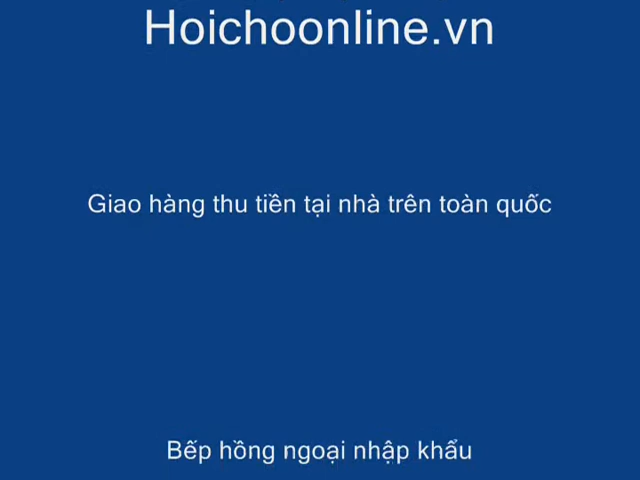 Hoichoonline.vn
Giao hàng thu tiền tại nhà trên toàn quốc
Bếp hồng ngoại nhập khẩu